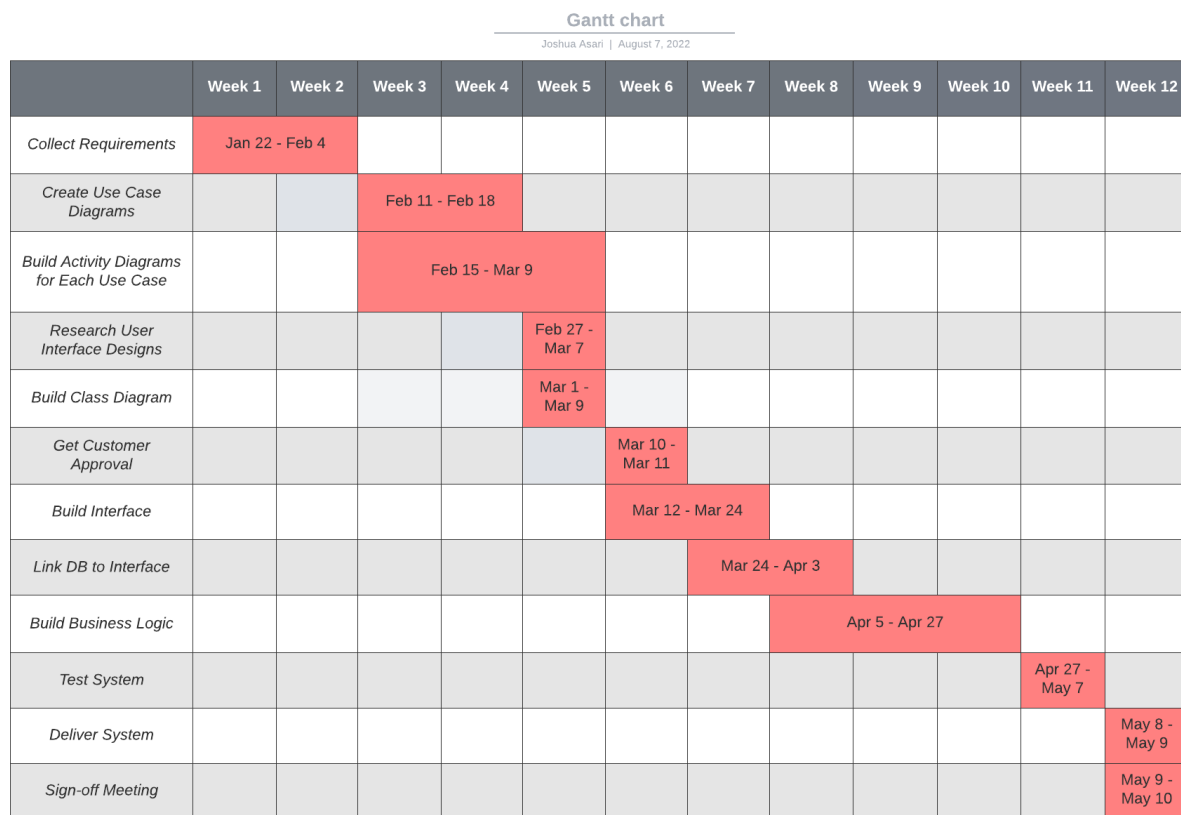 Gantt chart
Joshua Asari | August 7, 2022
Week 1 Week 2 Week 3 Week 4 Week 5 Week 6 Week 7 Week 8 Week 9 Week 10 Week 11 Week 12
Collect Requirements
Jan 22 - Feb 4
Create Use Case
Diagrams
Feb 11 - Feb 18
Build Activity Diagrams
for Each Use Case
Feb 15 - Mar 9
Research User
Interface Designs
Feb 27 -
Mar 7
Build Class Diagram
Mar 1 -
Mar 9
Get Customer
Approval
Mar 10 -
Mar 11
Build Interface
Mar 12 - Mar 24
Link DB to Interface
Mar 24 - Apr 3
Build Business Logic
Apr 5 - Apr 27
Test System
Apr 27 -
May 7
Deliver System
May 8 -
May 9
Sign-off Meeting
May 9 -
May 10